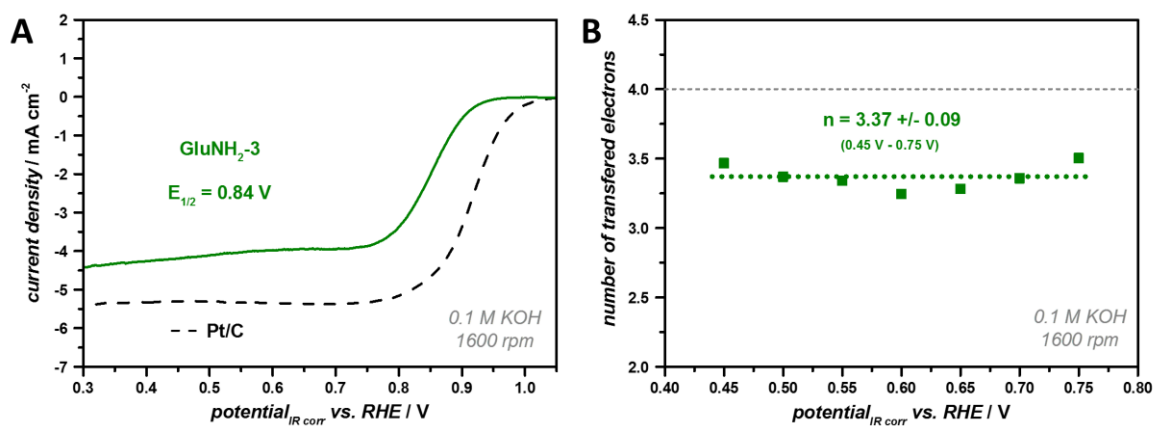 A
2
1
0
-1
-2
-3
-4
-5
-6
-7
current density / mA cm⁻²
GluNH₂-3
E₁/₂ = 0.84 V
Pt/C
0.1 M KOH
1600 rpm
0.3 0.4 0.5 0.6 0.7 0.8 0.9 1.0
potential_IR corr vs. RHE / V
B
4.5
4.0
3.5
3.0
2.5
2.0
number of transfered electrons
n = 3.37 +/- 0.09
(0.45 V - 0.75 V)
0.1 M KOH
1600 rpm
0.40 0.45 0.50 0.55 0.60 0.65 0.70 0.75 0.80
potential_IR corr vs. RHE / V